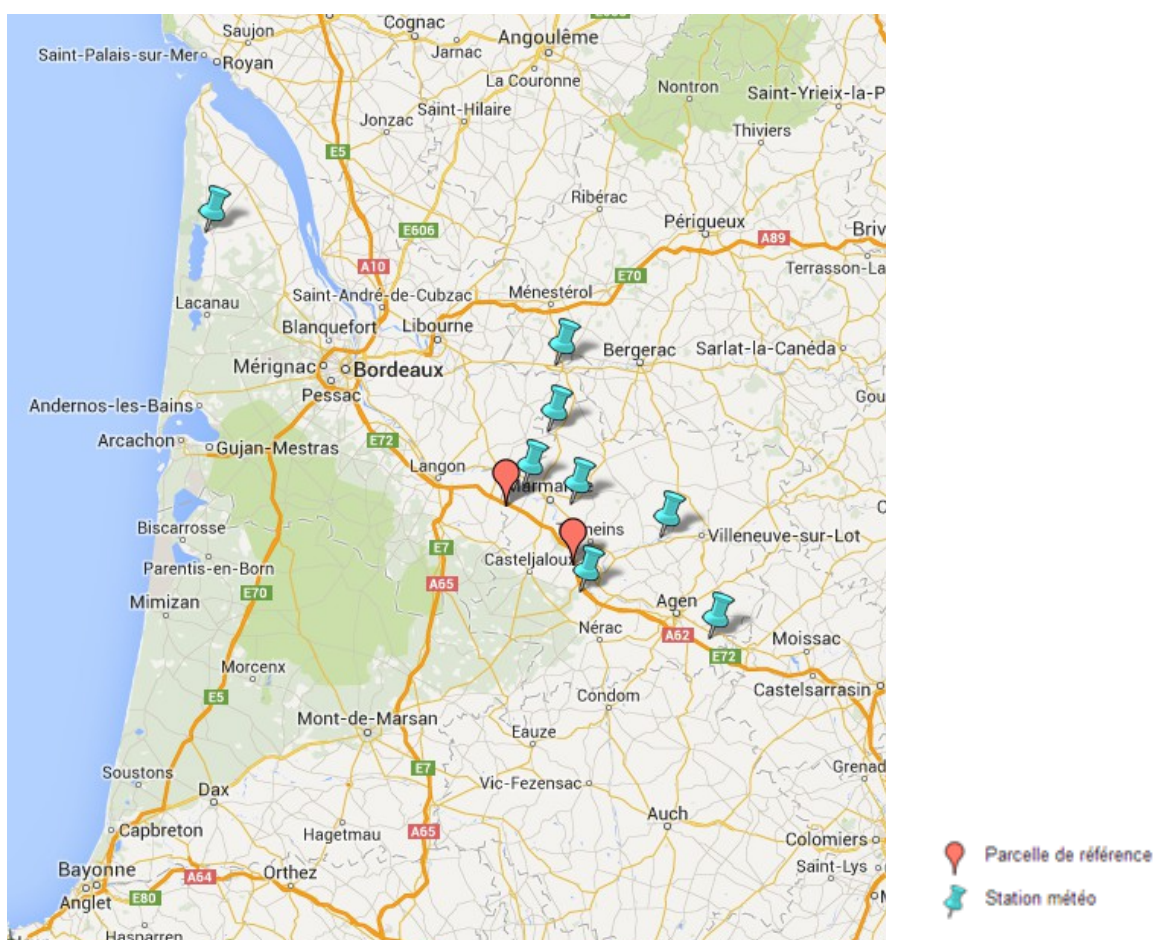 Cognac
Saujon
Angoulême
Saint-Palais-sur-Mer
Royan
Jarnac
La Couronne
Nontron
Saint-Yrieix-la-P
Saint-Hilaire
Jonzac
Thiviers
E5
Ribérac
Périgueux
E606
A89
Briv
A10
E70
Terrasson-La
Saint-André-de-Cubzac
Ménestérol
Lacanau
Blanquefort
Libourne
Bergerac
Sarlat-la-Canéda
Mérignac
Bordeaux
Pessac
Gou
Andernos-les-Bains
Arcachon
E72
Gujan-Mestras
Langon
Biscarrosse
Villeneuve-sur-Lot
E7
Casteljaloux
Parentis-en-Born
A65
E70
Mimizan
Agen
Nérac
A62
Moissac
E72
Morcenx
E5
Condom
Castelsarrasin
Mont-de-Marsan
Eauze
E7
Grenad
Soustons
Vic-Fezensac
Dax
Auch
Capbreton
Hagetmau
A65
Colomiers
Parcelle de référence
Bayonne
A64
Orthez
Saint-Lys
Anglet
E80
Station météo
Hasparren